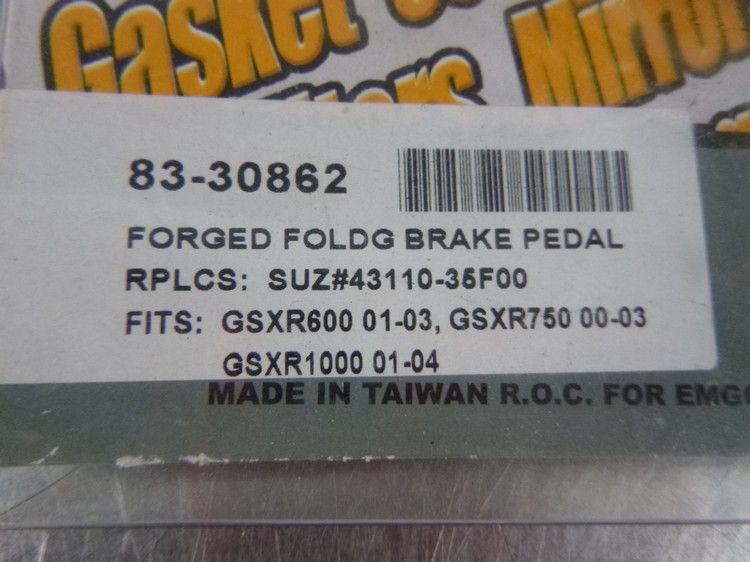 Gasket
Mirror
83-30862
FORGED FOLDG BRAKE PEDAL
RPLCS: SUZ#43110-35F00
FITS: GSXR600 01-03, GSXR750 00-03
GSXR1000 01-04
MADE IN TAIWAN R.O.C. FOR EMGO